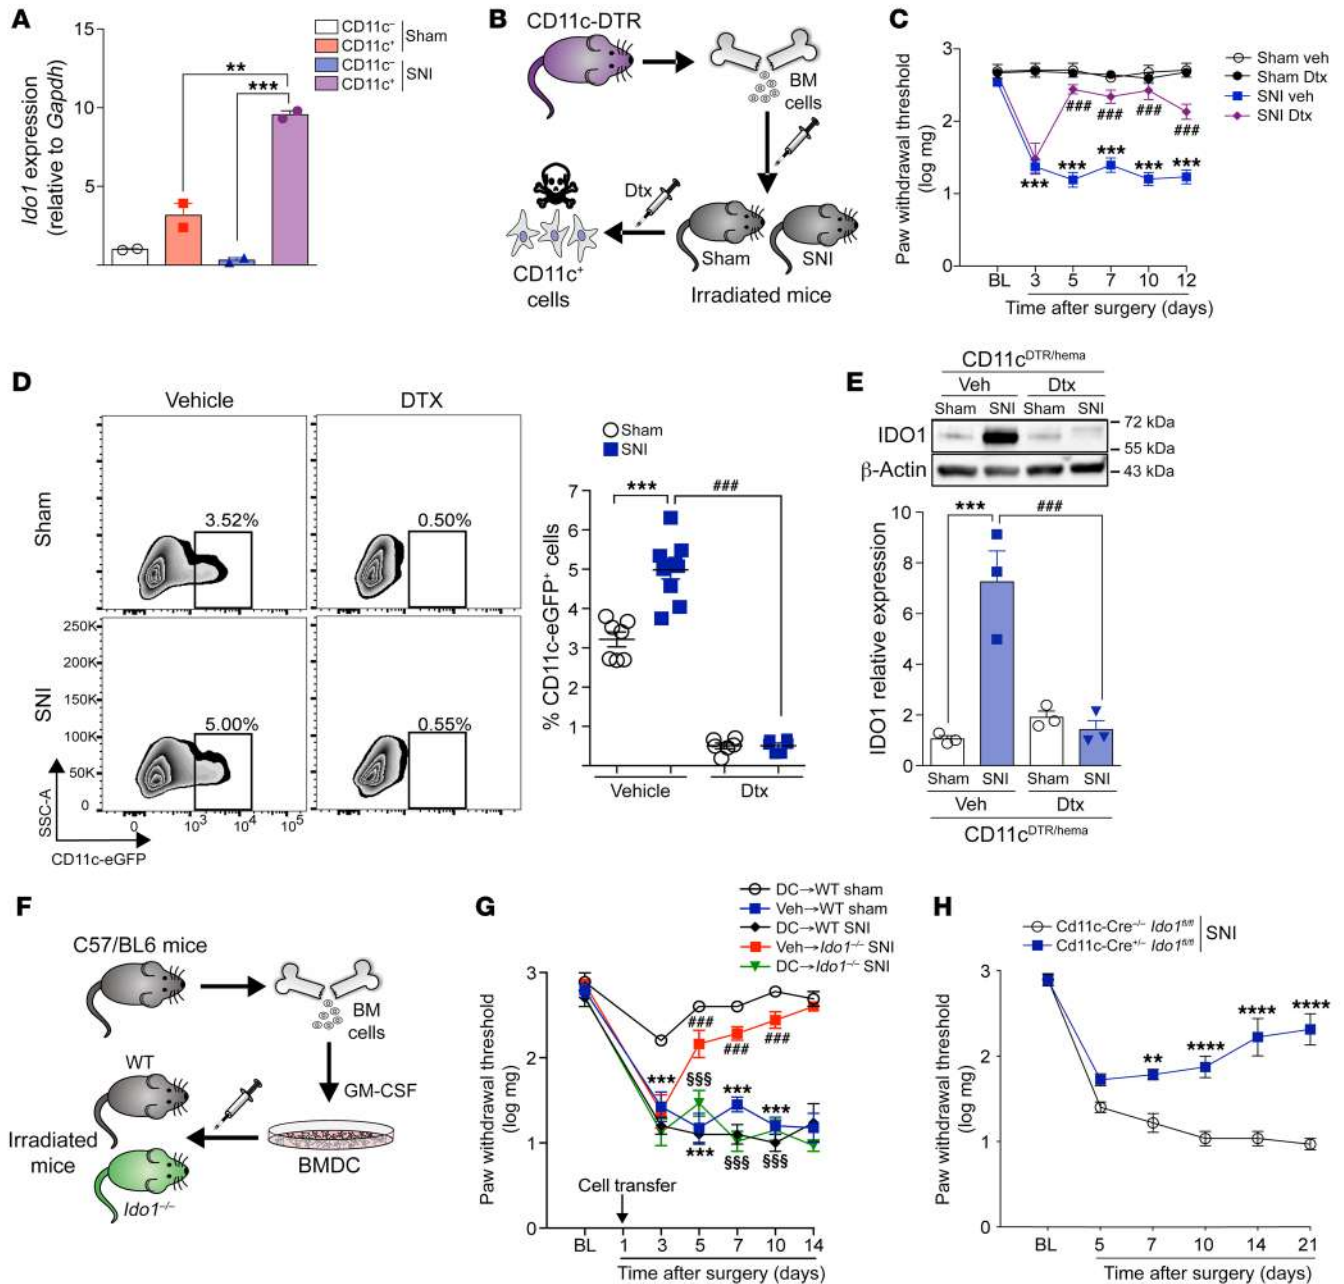 A
15
10
5
Ido1 expression
(relative to Gapdh)
**
***
CD11c⁻
CD11c⁺
Sham
CD11c⁻
CD11c⁺
SNI
B
CD11c-DTR
BM
cells
Dtx
CD11c⁺
cells
Sham
SNI
Irradiated mice
C
Paw withdrawal threshold
(log mg)
3
2
1
0
BL
3
5
7
10
12
Time after surgery (days)
### ### ### ###
*** *** *** *** ***
Sham veh
Sham Dtx
SNI veh
SNI Dtx
D
Vehicle
DTX
Sham
3.52%
0.50%
SNI
5.00%
0.55%
250K
200K
150K
100K
50K
0
0
10³
10⁴
10⁵
SSC-A
CD11c-eGFP
Sham
SNI
***
###
% CD11c-eGFP⁺ cells
7
6
5
4
3
2
1
Vehicle
Dtx
E
CD11c^DTR/hema
Veh
Dtx
Sham SNI Sham SNI
IDO1
72 kDa
55 kDa
β-Actin
43 kDa
***
###
IDO1 relative expression
10
8
6
4
2
0
Sham SNI Sham SNI
Veh
Dtx
CD11c^DTR/hema
F
C57/BL6 mice
BM
cells
GM-CSF
BMDC
WT
Irradiated
mice
Ido1⁻/⁻
G
DC→WT sham
Veh→WT sham
DC→WT SNI
Veh→Ido1⁻/⁻ SNI
DC→Ido1⁻/⁻ SNI
Paw withdrawal threshold
(log mg)
3
2
1
0
### ### ###
*** §§§ *** ***
*** §§§ §§§
Cell transfer
BL
1
3
5
7
10
14
Time after surgery (days)
H
Cd11c-Cre⁻/⁻ Ido1^fl/fl
Cd11c-Cre⁺/⁻ Ido1^fl/fl
SNI
Paw withdrawal threshold
(log mg)
3
2
1
0
** **** **** ****
BL
5
7
10
14
21
Time after surgery (days)